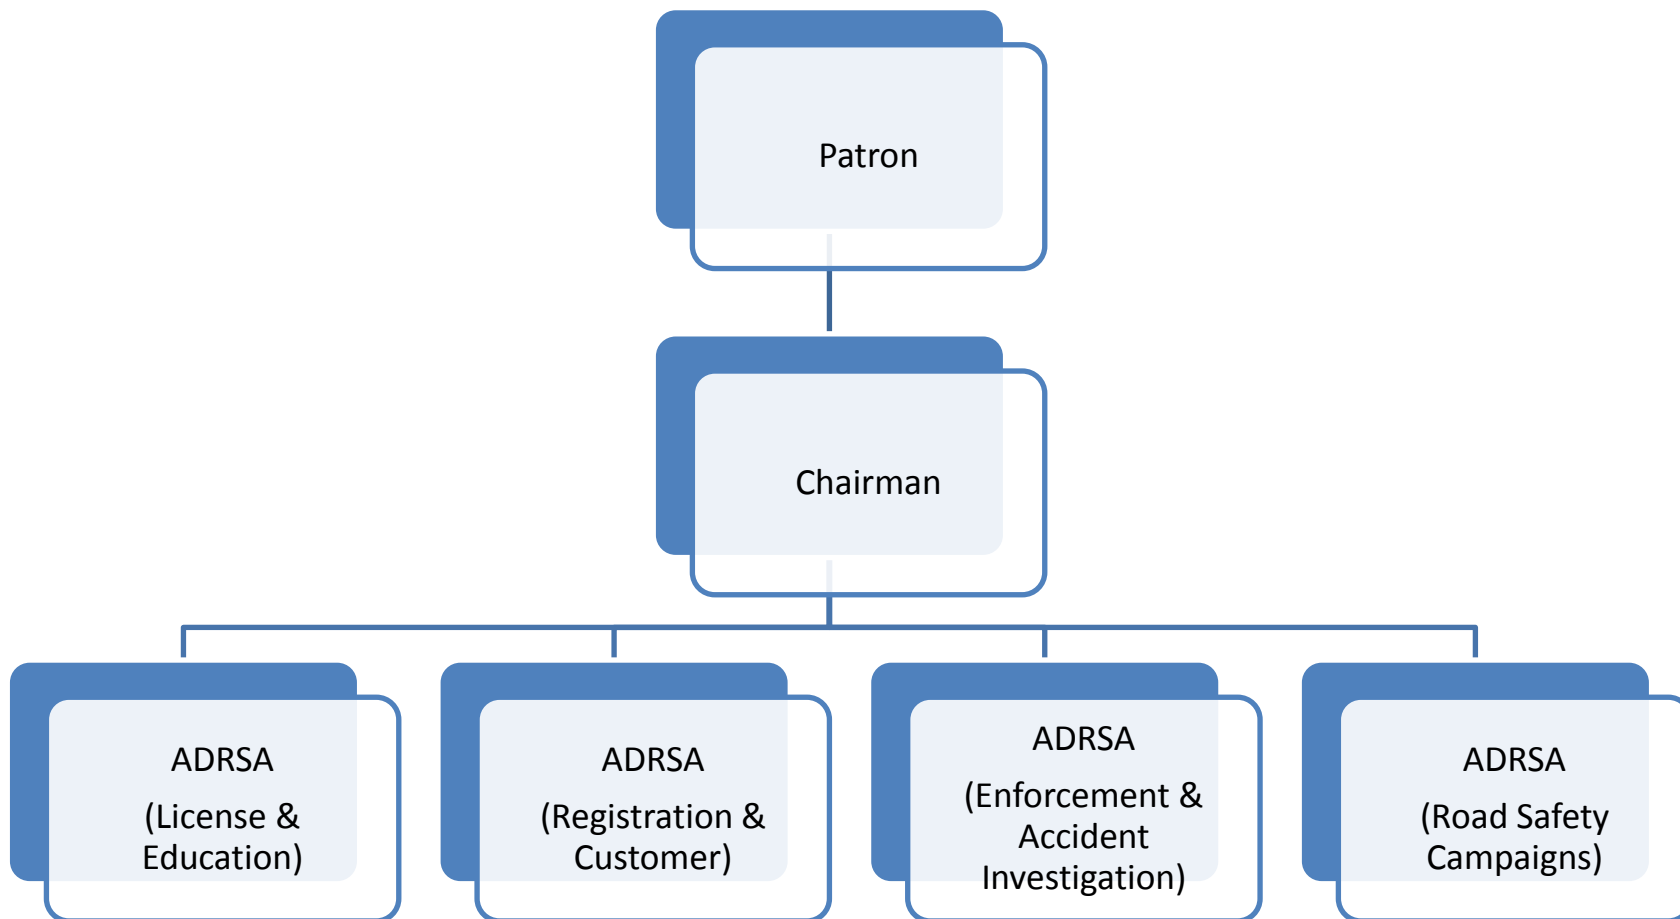 Patron
Chairman
ADRSA
(License &
Education)
ADRSA
(Registration &
Customer)
ADRSA
(Enforcement &
Accident
Investigation)
ADRSA
(Road Safety
Campaigns)